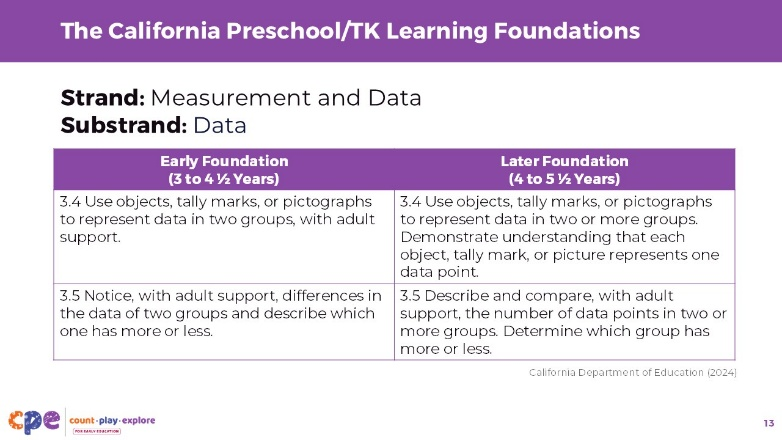 The California Preschool/TK Learning Foundations
Strand: Measurement and Data
Substrand: Data
Early Foundation
(3 to 4 ½ Years)
Later Foundation
(4 to 5 ½ Years)
3.4 Use objects, tally marks, or pictographs
to represent data in two groups, with adult
support.
3.4 Use objects, tally marks, or pictographs
to represent data in two or more groups.
Demonstrate understanding that each
object, tally mark, or picture represents one
data point.
3.5 Notice, with adult support, differences in
the data of two groups and describe which
one has more or less.
3.5 Describe and compare, with adult
support, the number of data points in two or
more groups. Determine which group has
more or less.
California Department of Education (2024)
cpe
count·play·explore
FOR EARLY EDUCATION
13